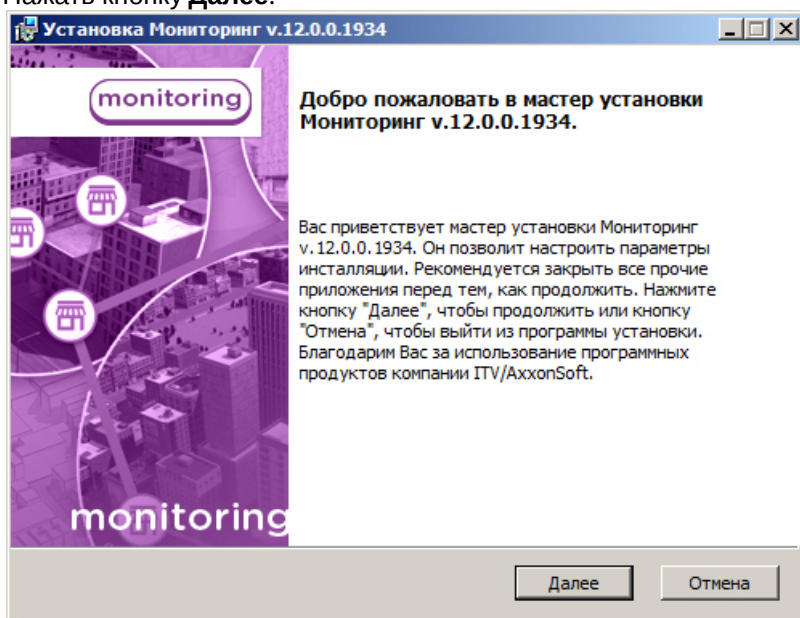 Нажать кнопку Далее.
Установка Мониторинг v.12.0.0.1934
monitoring
Добро пожаловать в мастер установки
Мониторинг v.12.0.0.1934.
Вас приветствует мастер установки Мониторинг
v.12.0.0.1934. Он позволит настроить параметры
инсталляции. Рекомендуется закрыть все прочие
приложения перед тем, как продолжить. Нажмите
кнопку "Далее", чтобы продолжить или кнопку
"Отмена", чтобы выйти из программы установки.
Благодарим Вас за использование программных
продуктов компании ITV/AxxonSoft.
monitoring
Далее
Отмена